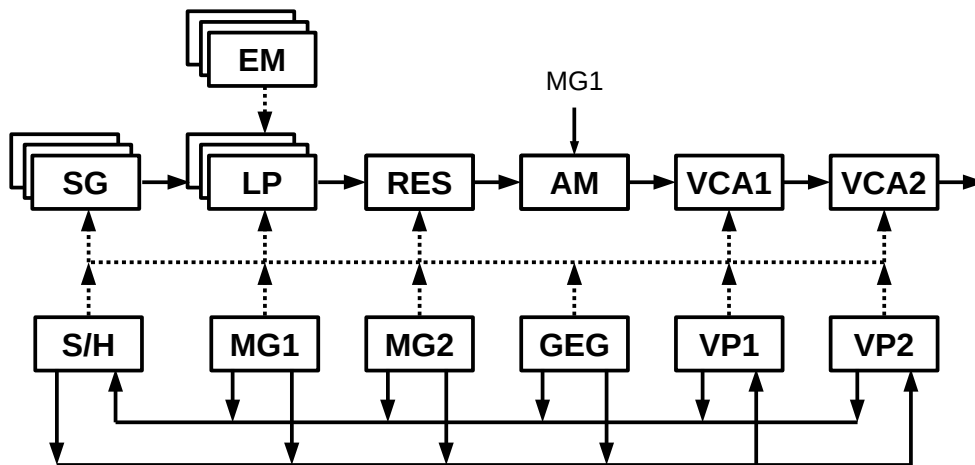 EM
MG1
SG LP RES AM VCA1 VCA2
S/H MG1 MG2 GEG VP1 VP2